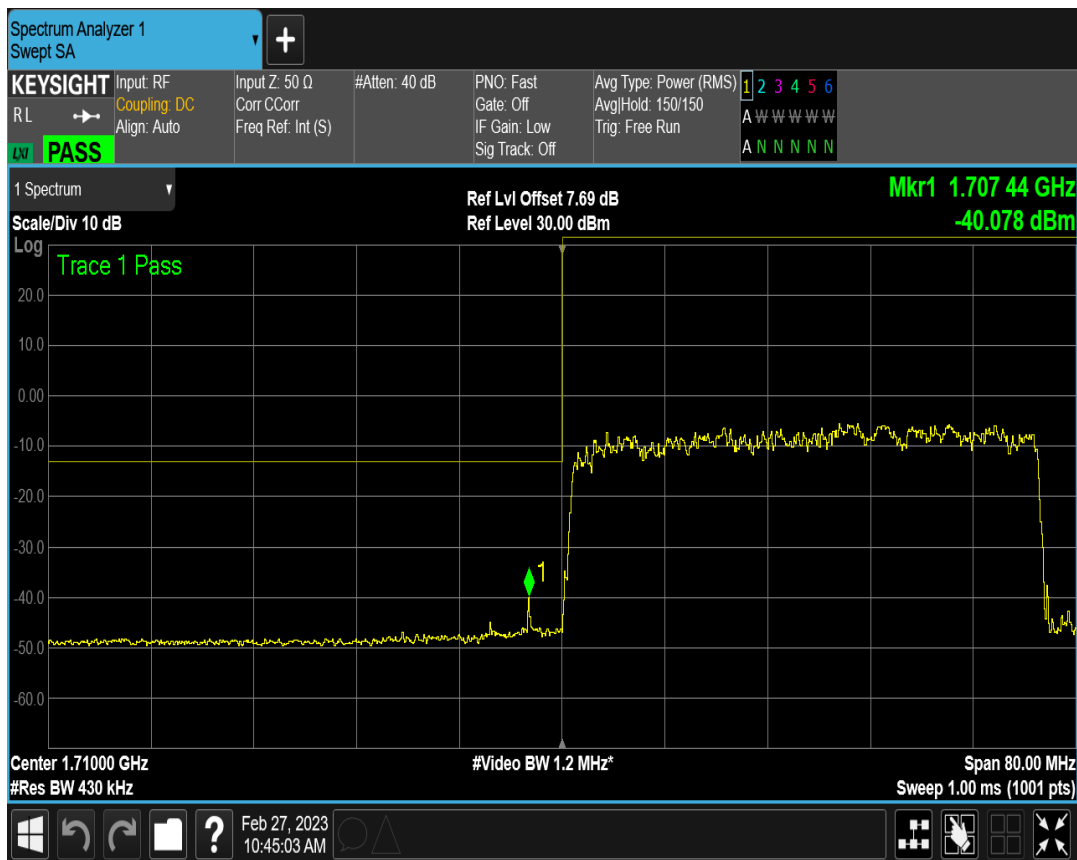 Spectrum Analyzer 1
Swept SA
+
KEYSIGHT
R L
LXI
PASS
Input: RF
Coupling: DC
Align: Auto
Input Z: 50 Ω
Corr CCorr
Freq Ref: Int (S)
#Atten: 40 dB
PNO: Fast
Gate: Off
IF Gain: Low
Sig Track: Off
Avg Type: Power (RMS)
Avg|Hold: 150/150
Trig: Free Run
1 2 3 4 5 6
A W W W W W
A N N N N N
1 Spectrum
Scale/Div 10 dB
Ref Lvl Offset 7.69 dB
Ref Level 30.00 dBm
Mkr1 1.707 44 GHz
-40.078 dBm
Log
Trace 1 Pass
20.0
10.0
0.00
-10.0
-20.0
-30.0
1
-40.0
-50.0
-60.0
Center 1.71000 GHz
#Video BW 1.2 MHz*
Span 80.00 MHz
#Res BW 430 kHz
Sweep 1.00 ms (1001 pts)
?
Feb 27, 2023
10:45:03 AM